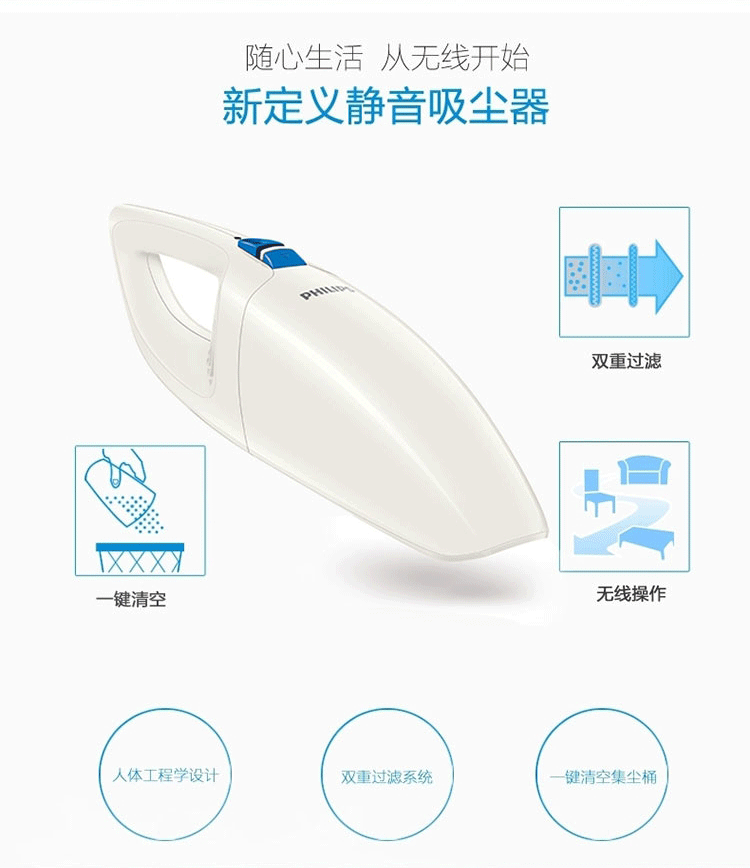 随心生活 从无线开始
新定义静音吸尘器
PHILIPS
双重过滤
一键清空
无线操作
人体工程学设计
双重过滤系统
一键清空集尘桶